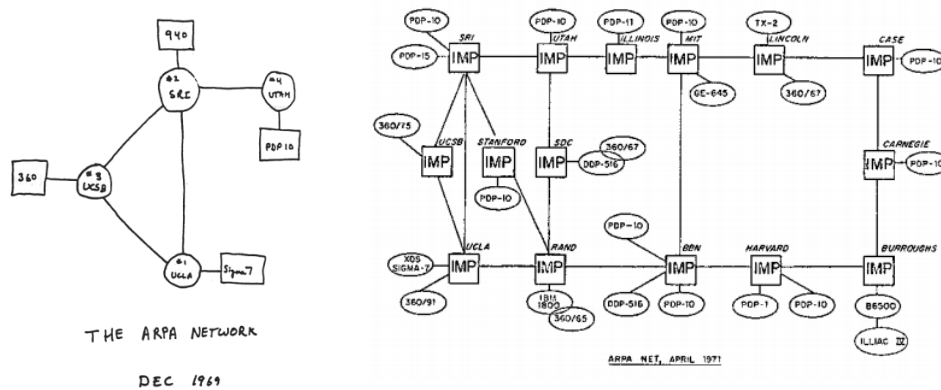 940
#2
SRI
#4
UTAH
PDP10
360
#3
UCSB
#1
UCLA
Sigma7
THE ARPA NETWORK
DEC 1969
PDP-10
PDP-10
PDP-11
PDP-10
TX-2
SRI
UTAH
ILLINOIS
MIT
LINCOLN
CASE
PDP-15
IMP
IMP
IMP
IMP
IMP
IMP
PDP-10
GE-645
360/67
360/75
UCSB
STANFORD
SDC
360/67
CARNEGIE
IMP
IMP
IMP
DDP-516
IMP
PDP-10
PDP-10
PDP-10
UCLA
RAND
BBN
HARVARD
BURROUGHS
XDS
SIGMA-7
IMP
IMP
IMP
IMP
IMP
360/91
IBM
1800
360/65
DDP-516
PDP-10
PDP-1
PDP-10
B6500
ILLIAC IV
ARPA NET, APRIL 1971